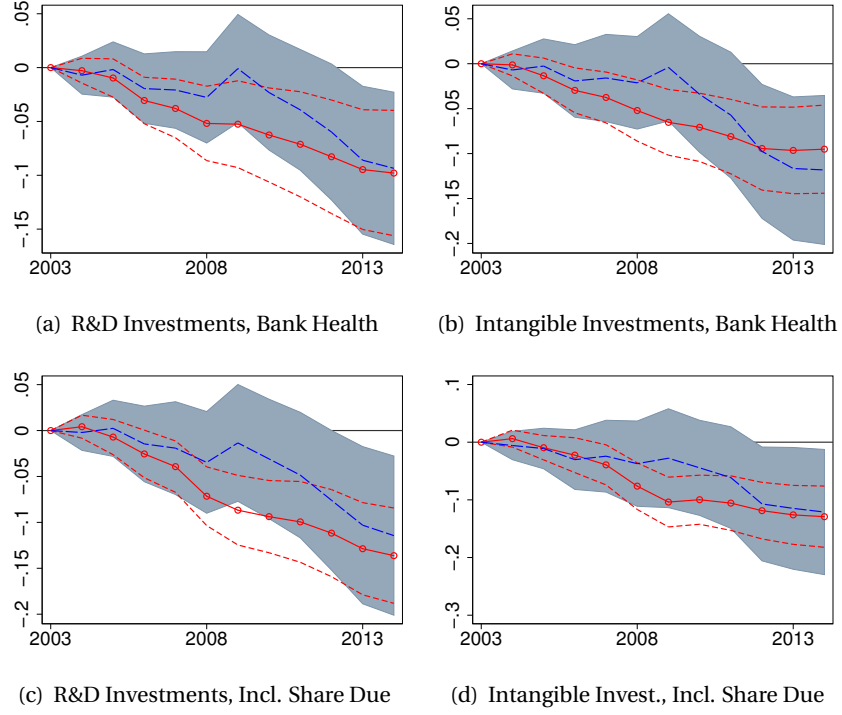 .05
0
-.05
-.1
-.15
2003 2008 2013
(a) R&D Investments, Bank Health
.05
0
-.05
-.1
-.15
-.2
2003 2008 2013
(b) Intangible Investments, Bank Health
.05
0
-.05
-.1
-.15
-.2
2003 2008 2013
(c) R&D Investments, Incl. Share Due
.1
0
-.1
-.2
-.3
2003 2008 2013
(d) Intangible Invest., Incl. Share Due